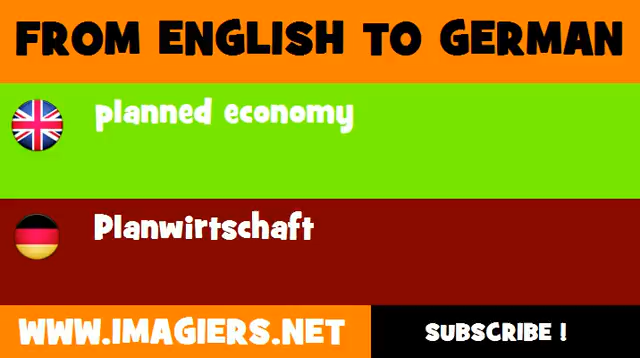 FROM ENGLISH TO GERMAN
planned economy
Planwirtschaft
WWW.IMAGIERS.NET
SUBSCRIBE !